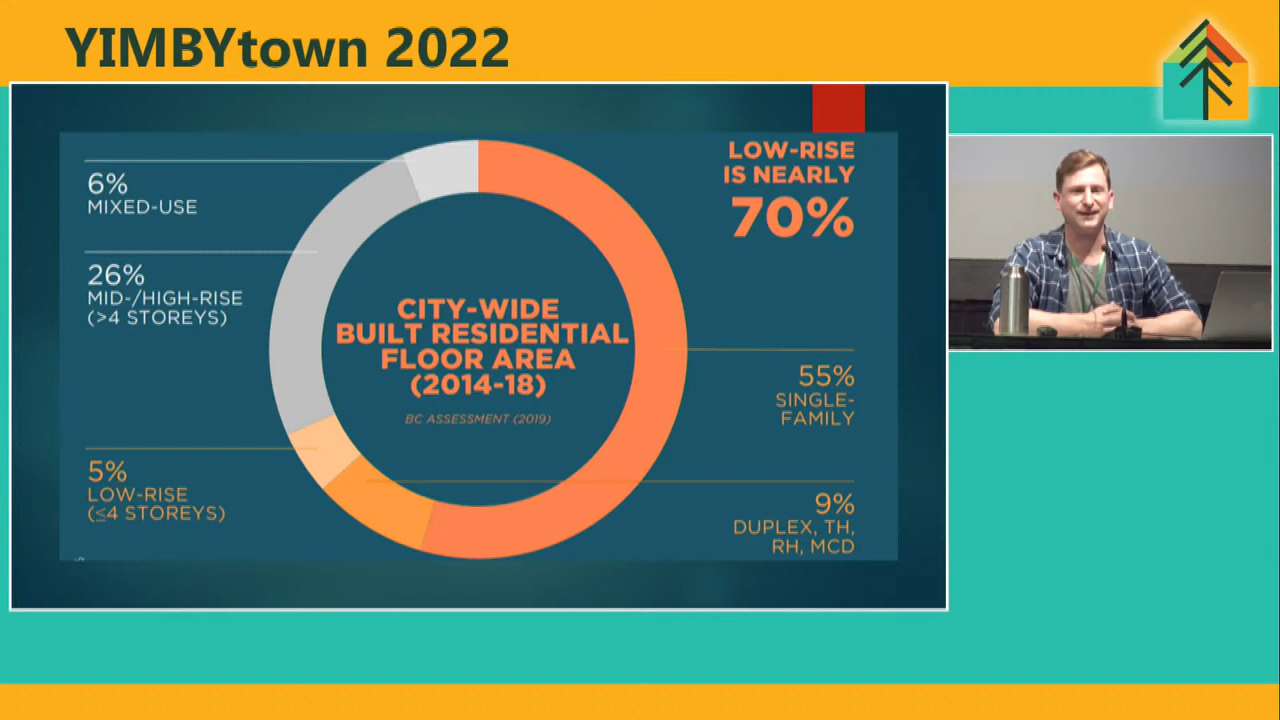 YIMBYtown 2022
6%
MIXED-USE
26%
MID-/HIGH-RISE
(>4 STOREYS)
5%
LOW-RISE
(≤4 STOREYS)
CITY-WIDE
BUILT RESIDENTIAL
FLOOR AREA
(2014-18)
BC ASSESSMENT (2019)
LOW-RISE
IS NEARLY
70%
55%
SINGLE-
FAMILY
9%
DUPLEX, TH,
RH, MCD